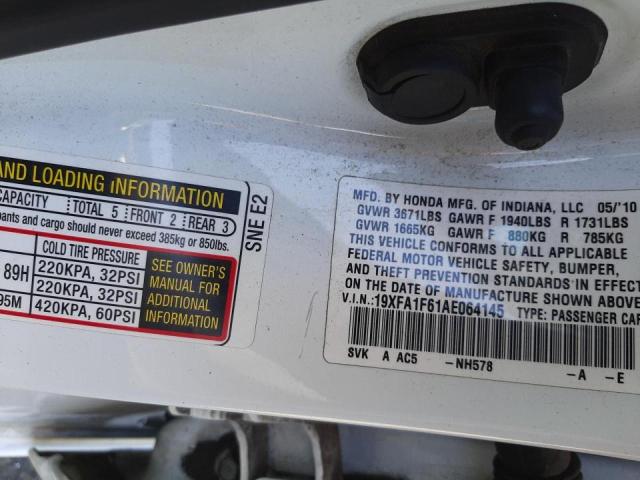 AND LOADING INFORMATION
CAPACITY TOTAL 5 FRONT 2 REAR 3
pants and cargo should never exceed 385kg or 850lbs.
COLD TIRE PRESSURE
89H 220KPA, 32PSI
220KPA, 32PSI
95M 420KPA, 60PSI
SEE OWNER'S
MANUAL FOR
ADDITIONAL
INFORMATION
SNE E2
MFD. BY HONDA MFG. OF INDIANA, LLC 05/'10
GVWR 3671LBS GAWR F 1940LBS R 1731LBS
GVWR 1665KG GAWR F 880KG R 785KG
THIS VEHICLE CONFORMS TO ALL APPLICABLE
FEDERAL MOTOR VEHICLE SAFETY, BUMPER,
AND THEFT PREVENTION STANDARDS IN EFFECT
ON THE DATE OF MANUFACTURE SHOWN ABOVE
V.I.N.:19XFA1F61AE064145 TYPE: PASSENGER CAR
SVK A AC5 -NH578 -A -E